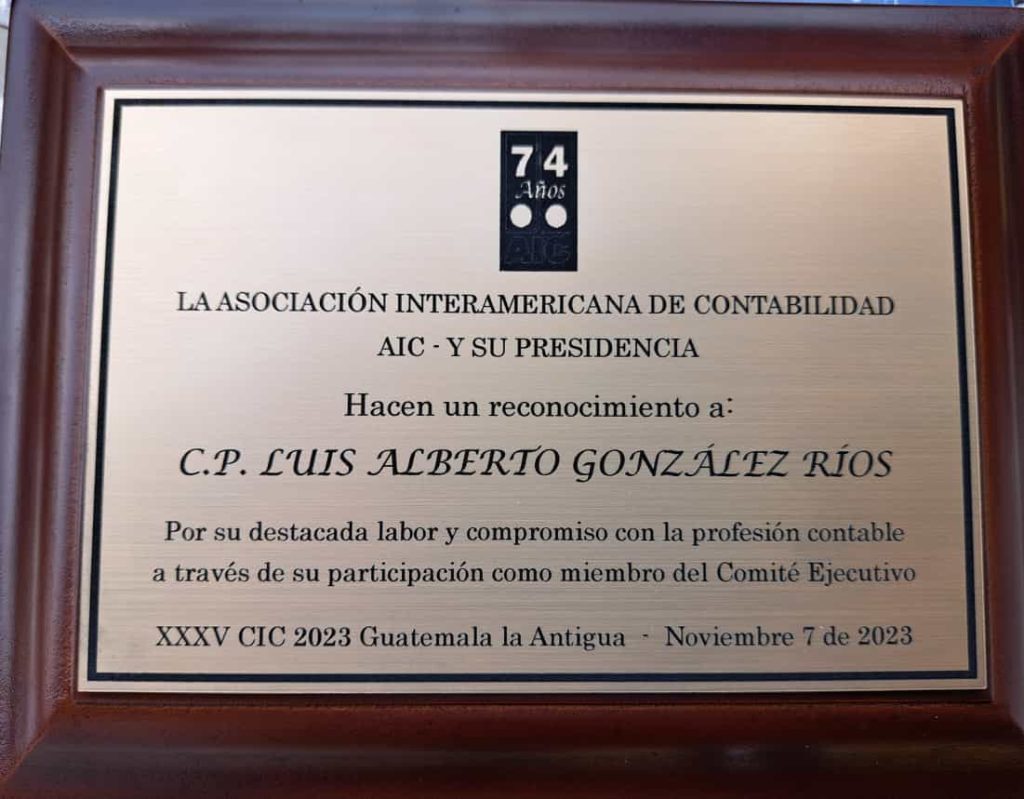 74
Años
AIC
LA ASOCIACIÓN INTERAMERICANA DE CONTABILIDAD
AIC - Y SU PRESIDENCIA
Hacen un reconocimiento a:
C.P. LUIS ALBERTO GONZÁLEZ RÍOS
Por su destacada labor y compromiso con la profesión contable
a través de su participación como miembro del Comité Ejecutivo
XXXV CIC 2023 Guatemala la Antigua - Noviembre 7 de 2023